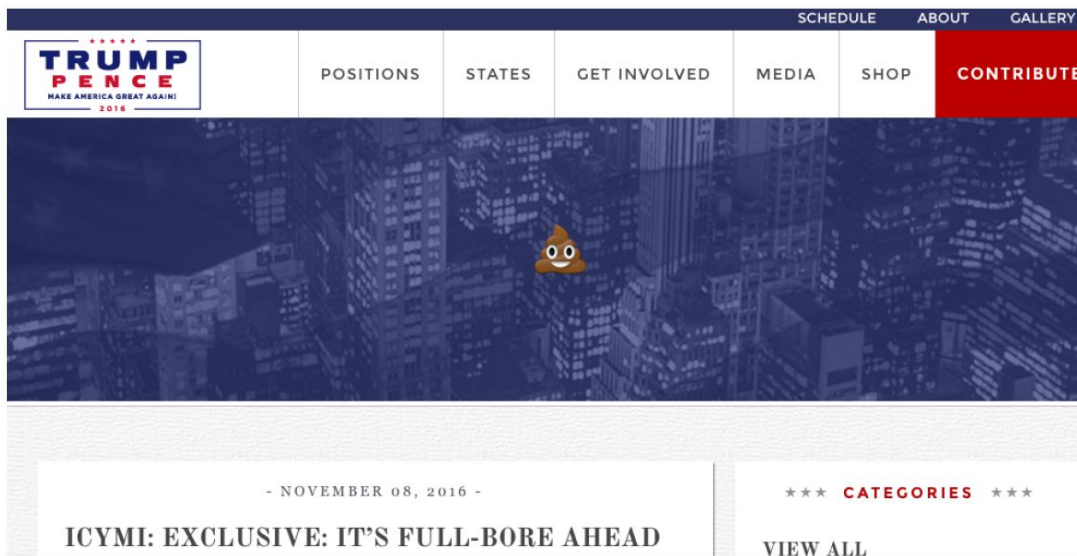 SCHEDULE ABOUT GALLERY
TRUMP
PENCE
MAKE AMERICA GREAT AGAIN!
2016
POSITIONS STATES GET INVOLVED MEDIA SHOP CONTRIBUTE
- NOVEMBER 08, 2016 -
ICYMI: EXCLUSIVE: IT’S FULL-BORE AHEAD
★★★ CATEGORIES ★★★
VIEW ALL